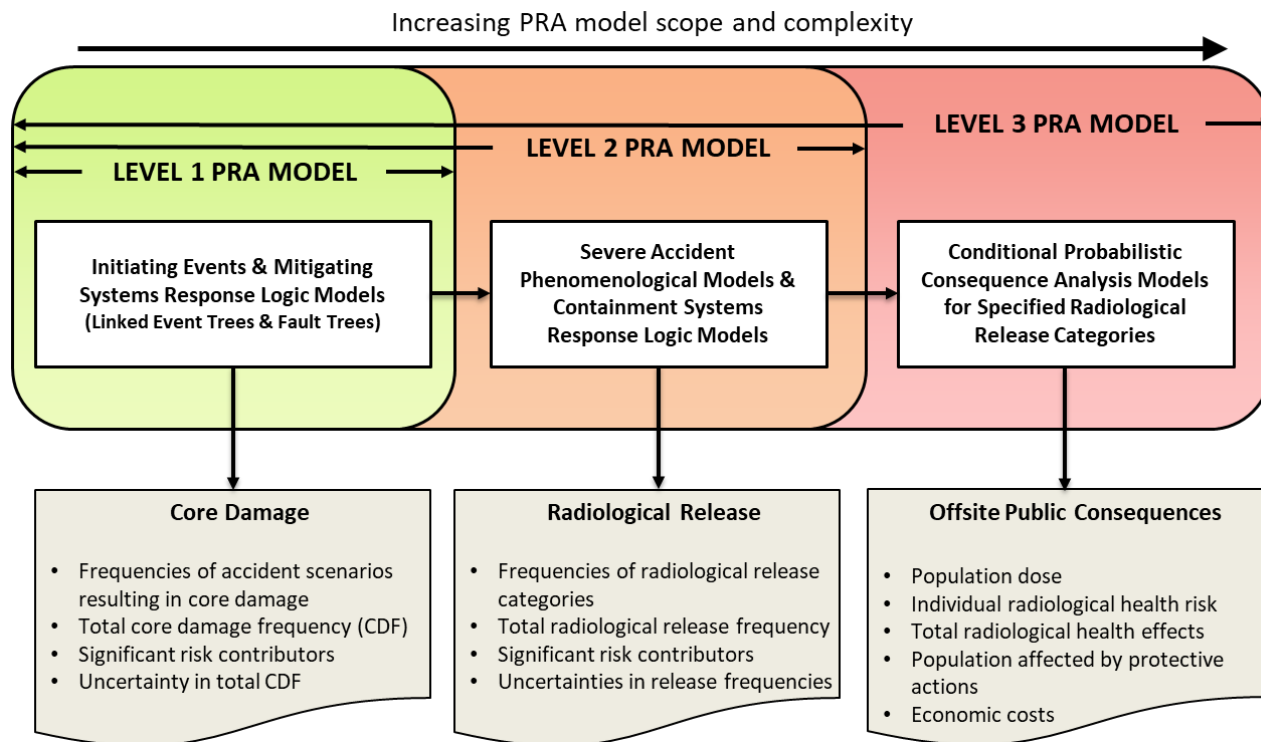 Increasing PRA model scope and complexity
LEVEL 3 PRA MODEL
LEVEL 2 PRA MODEL
LEVEL 1 PRA MODEL
Initiating Events & Mitigating
Systems Response Logic Models
(Linked Event Trees & Fault Trees)
Severe Accident
Phenomenological Models &
Containment Systems
Response Logic Models
Conditional Probabilistic
Consequence Analysis Models
for Specified Radiological
Release Categories
Core Damage
• Frequencies of accident scenarios
resulting in core damage
• Total core damage frequency (CDF)
• Significant risk contributors
• Uncertainty in total CDF
Radiological Release
• Frequencies of radiological release
categories
• Total radiological release frequency
• Significant risk contributors
• Uncertainties in release frequencies
Offsite Public Consequences
• Population dose
• Individual radiological health risk
• Total radiological health effects
• Population affected by protective
actions
• Economic costs